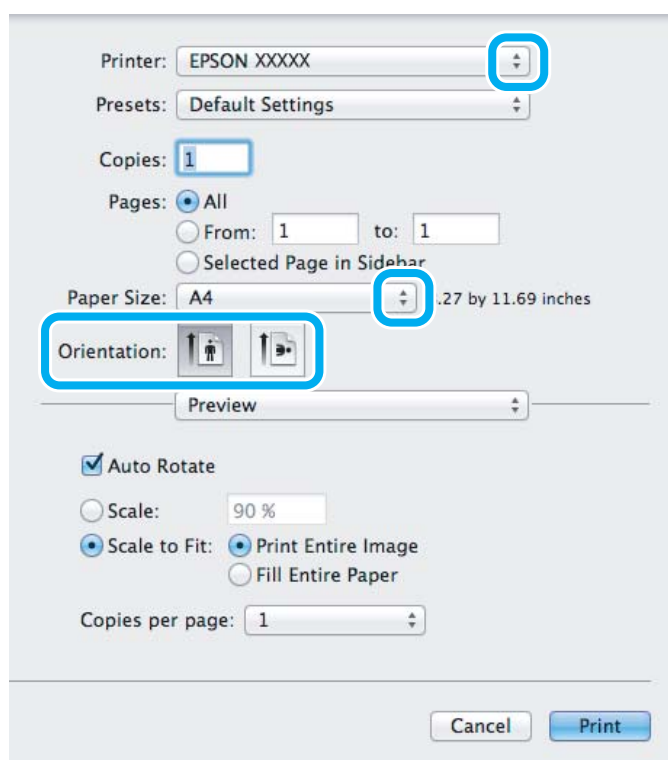 Printer: EPSON XXXXX
Presets: Default Settings
Copies: 1
Pages: All
From: 1 to: 1
Selected Page in Sidebar
Paper Size: A4 .27 by 11.69 inches
Orientation:
Preview
Auto Rotate
Scale: 90 %
Scale to Fit: Print Entire Image
Fill Entire Paper
Copies per page: 1
Cancel Print